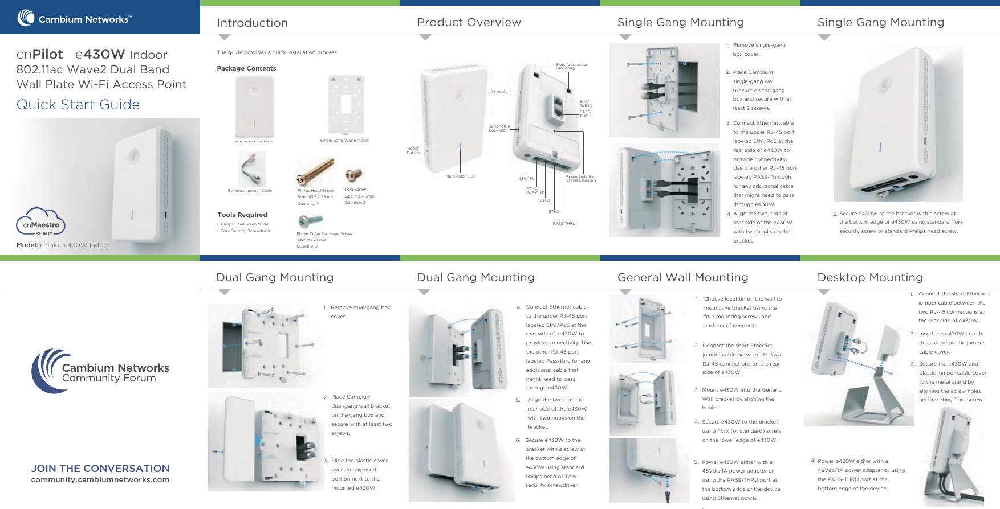 Cambium Networks™
cnPilot e430W Indoor
802.11ac Wave2 Dual Band
Wall Plate Wi-Fi Access Point
Quick Start Guide
cnMaestro
READY
Model: cnPilot e430W Indoor
Introduction
The guide provides a quick installation process.
Package Contents
e430W Access Point
Single Gang Wall Bracket
Ethernet Jumper Cable
Philips Head Screw
Size: M3.5 x 25mm
Quantity: 4
Torx Screw
Size: M3 x 6mm
Quantity: 2
Tools Required
• Philips Head Screwdriver
• Torx Security Screwdriver
Philips Drive Pan Head Screw
Size: M3 x 6mm
Quantity: 2
Product Overview
Slots for bracket
mounting
Air vents
Eth1/
PoE IN
PASS
THRU
Kensington
Lock Slot
Reset
Button
Multi-color LED
48V/ 1A
ETH4/
PoE OUT
ETH3
ETH2
PASS THRU
Screw hole for
stand assembly
Single Gang Mounting
1. Remove single-gang
box cover.
2. Place Cambium
single-gang wall
bracket on the gang
box and secure with at
least 2 screws.
3. Connect Ethernet cable
to the upper RJ-45 port
labeled Eth1/PoE at the
rear side of e430W to
provide connectivity.
Use the other RJ-45 port
labeled PASS-Through
for any additional cable
that might need to pass
through e430W.
4. Align the two slots at
rear side of the e430W
with two hooks on the
bracket.
Single Gang Mounting
5. Secure e430W to the bracket with a screw at
the bottom edge of e430W using standard Torx
security screw or standard Philips head screw.
Cambium Networks
Community Forum
JOIN THE CONVERSATION
community.cambiumnetworks.com
Dual Gang Mounting
1. Remove dual-gang box
cover.
2. Place Cambium
dual-gang wall bracket
on the gang box and
secure with at least two
screws.
3. Slide the plastic cover
over the exposed
portion next to the
mounted e430W.
Dual Gang Mounting
4. Connect Ethernet cable
to the upper RJ-45 port
labeled Eth1/PoE at the
rear side of e430W to
provide connectivity. Use
the other RJ-45 port
labeled Pass-thru for any
additional cable that
might need to pass
through e430W.
5. Align the two slots at
rear side of the e430W
with two hooks on the
bracket.
6. Secure e430W to the
bracket with a screw at
the bottom edge of
e430W using standard
Philips head or Torx
security screwdriver.
General Wall Mounting
1. Choose location on the wall to
mount the bracket using the
four mounting screws and
anchors (if needed).
2. Connect the short Ethernet
jumper cable between the two
RJ-45 connections on the rear
side of e430W.
3. Mount e430W into the Generic
Wall bracket by aligning the
hooks.
4. Secure e430W to the bracket
using Torx (or standard) screw
on the lower edge of e430W.
5. Power e430W either with a
48Vdc/1A power adapter or
using the PASS-THRU port at
the bottom edge of the device
using Ethernet power.
Desktop Mounting
1. Connect the short Ethernet
jumper cable between the
two RJ-45 connections at
the rear side of e430W.
2. Insert the e430W into the
desk stand plastic jumper
cable cover.
3. Secure the e430W and
plastic jumper cable cover
to the metal stand by
aligning the screw holes
and inserting Torx screw.
4. Power e430W either with a
48Vdc/1A power adapter or using
the PASS-THRU port at the
bottom edge of the device.